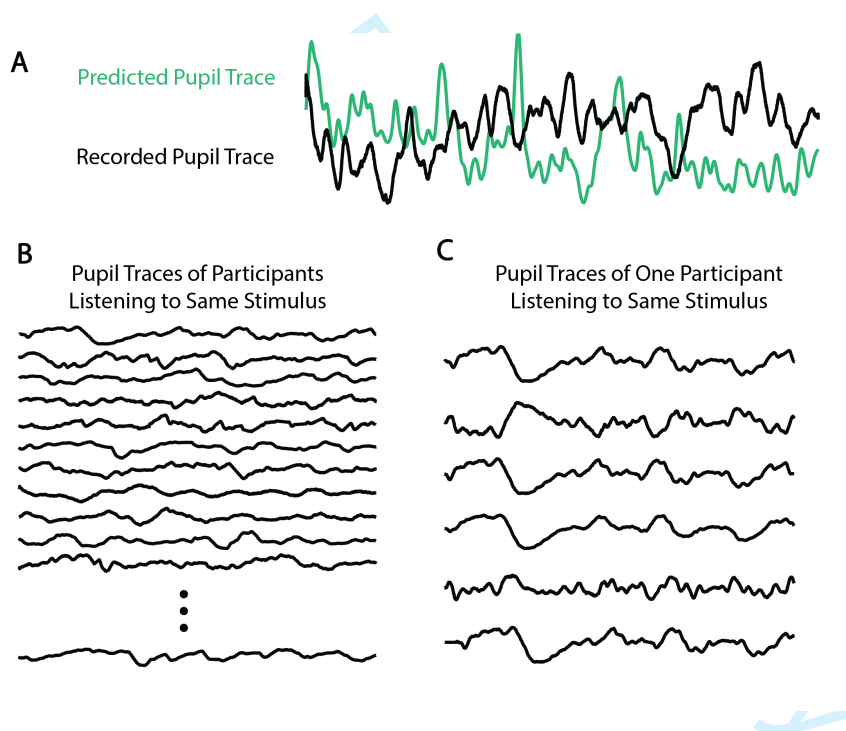 A
Predicted Pupil Trace
Recorded Pupil Trace
B
Pupil Traces of Participants
Listening to Same Stimulus
C
Pupil Traces of One Participant
Listening to Same Stimulus